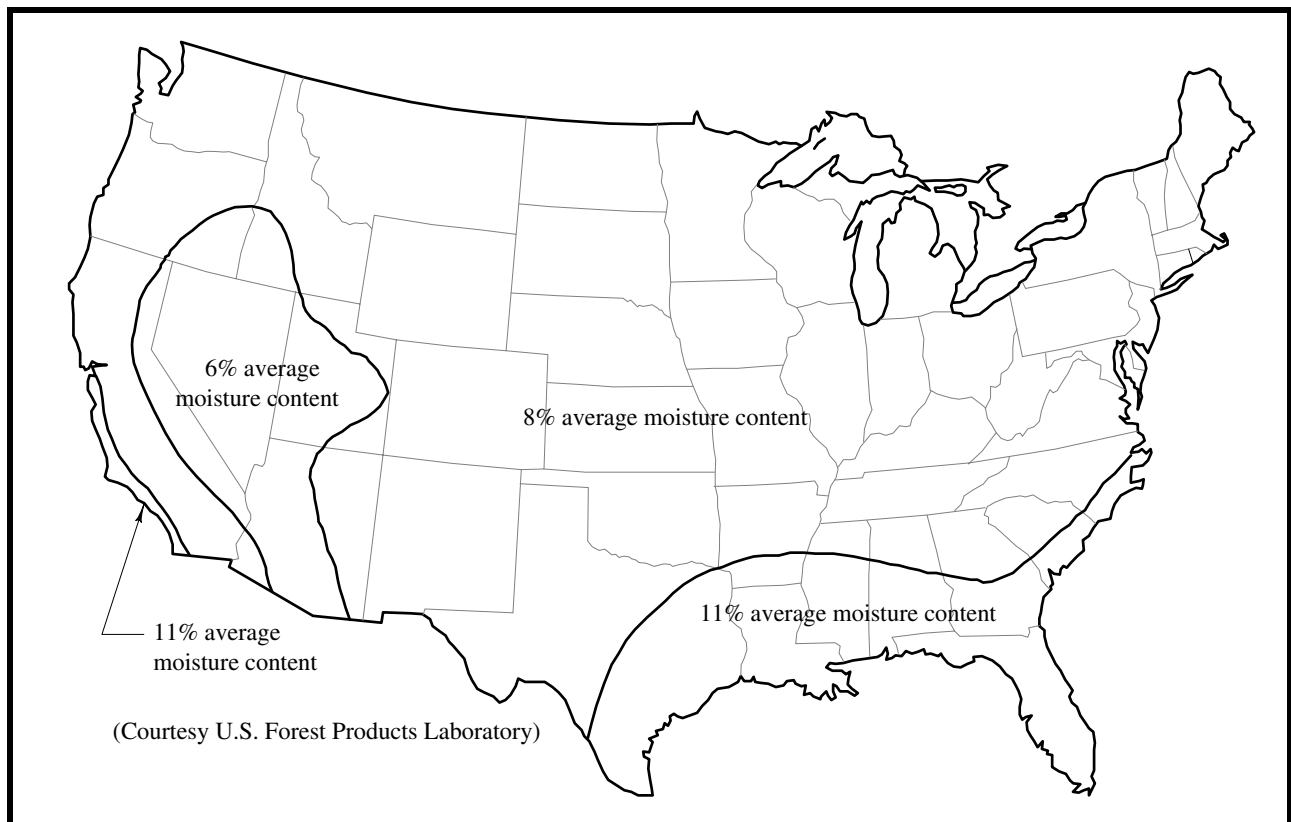 6% average
moisture content
8% average moisture content
11% average moisture content
11% average
moisture content
(Courtesy U.S. Forest Products Laboratory)